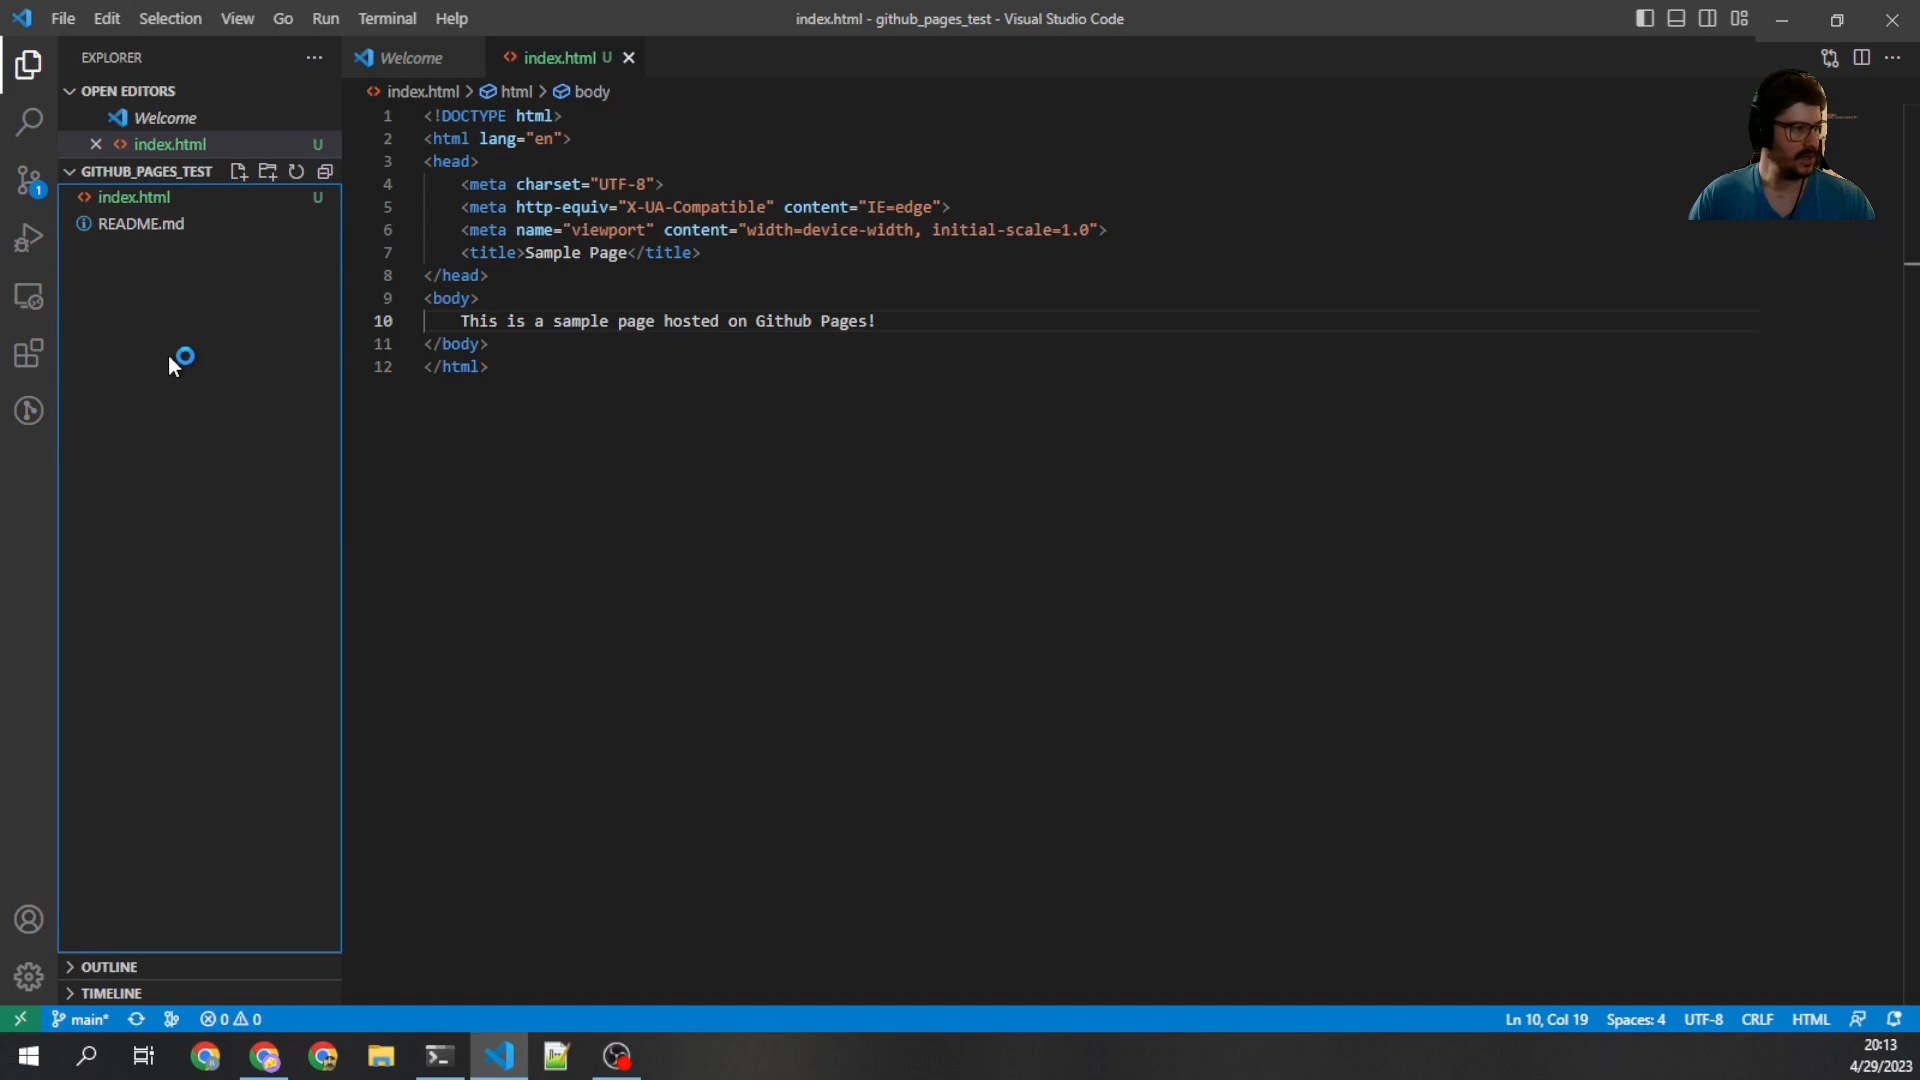 File Edit Selection View Go Run Terminal Help
index.html - github_pages_test - Visual Studio Code
EXPLORER
OPEN EDITORS
Welcome
index.html U
GITHUB_PAGES_TEST
index.html U
README.md
OUTLINE
TIMELINE
1
Welcome
index.html U
index.html > html > body
1 <!DOCTYPE html>
2 <html lang="en">
3 <head>
4 <meta charset="UTF-8">
5 <meta http-equiv="X-UA-Compatible" content="IE=edge">
6 <meta name="viewport" content="width=device-width, initial-scale=1.0">
7 <title>Sample Page</title>
8 </head>
9 <body>
10 This is a sample page hosted on Github Pages!
11 </body>
12 </html>
main* 0 0
Ln 10, Col 19 Spaces: 4 UTF-8 CRLF HTML
20:13
4/29/2023